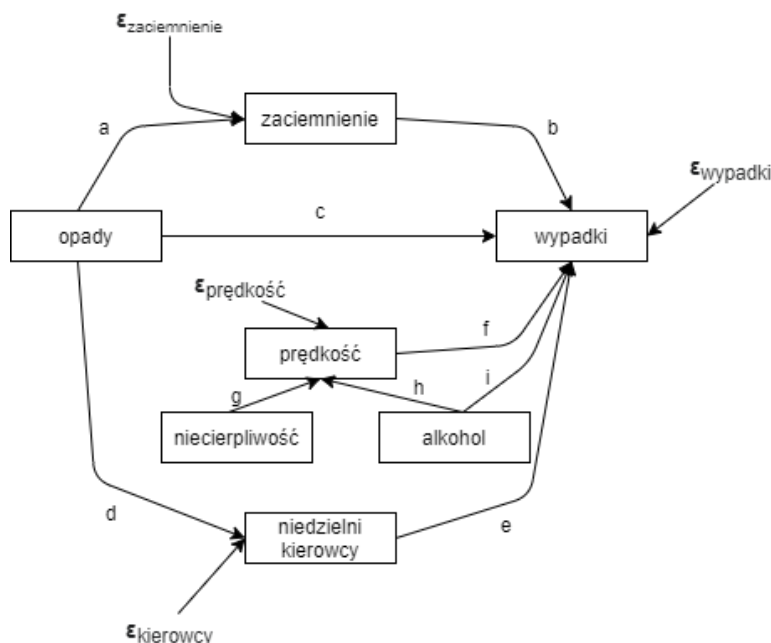 εzaciemnienie
a
zaciemnienie
b
εwypadki
opady
c
wypadki
εprędkość
prędkość
f
g
h
i
niecierpliwość
alkohol
d
niedzielni
kierowcy
e
εkierowcy